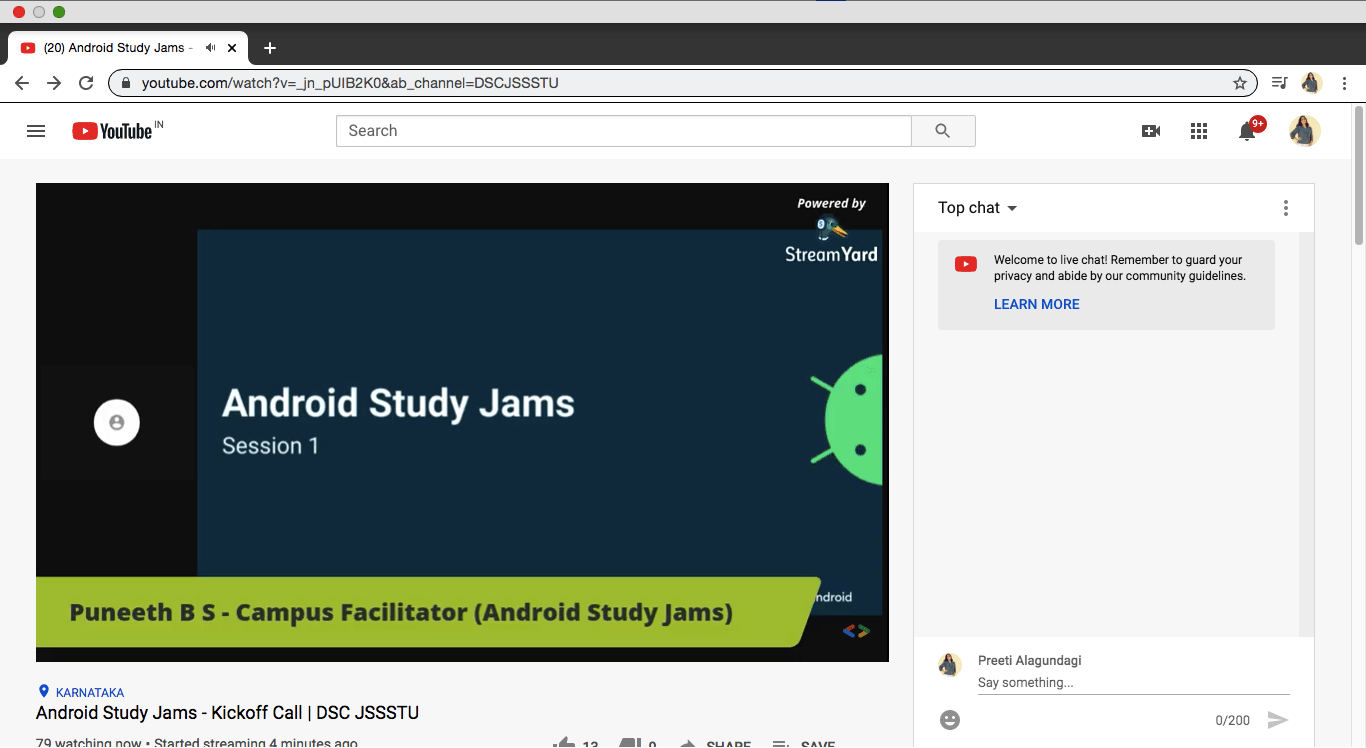 (20) Android Study Jams -
youtube.com/watch?v=_jn_pUIB2K0&ab_channel=DSCJSSSTU
YouTube IN
Search
9+
Powered by
StreamYard
Android Study Jams
Session 1
ndroid
Puneeth B S - Campus Facilitator (Android Study Jams)
KARNATAKA
Android Study Jams - Kickoff Call | DSC JSSSTU
79 watching now • Started streaming 4 minutes ago
13
0
SHARE
SAVE
Top chat
Welcome to live chat! Remember to guard your
privacy and abide by our community guidelines.
LEARN MORE
Preeti Alagundagi
Say something...
0/200